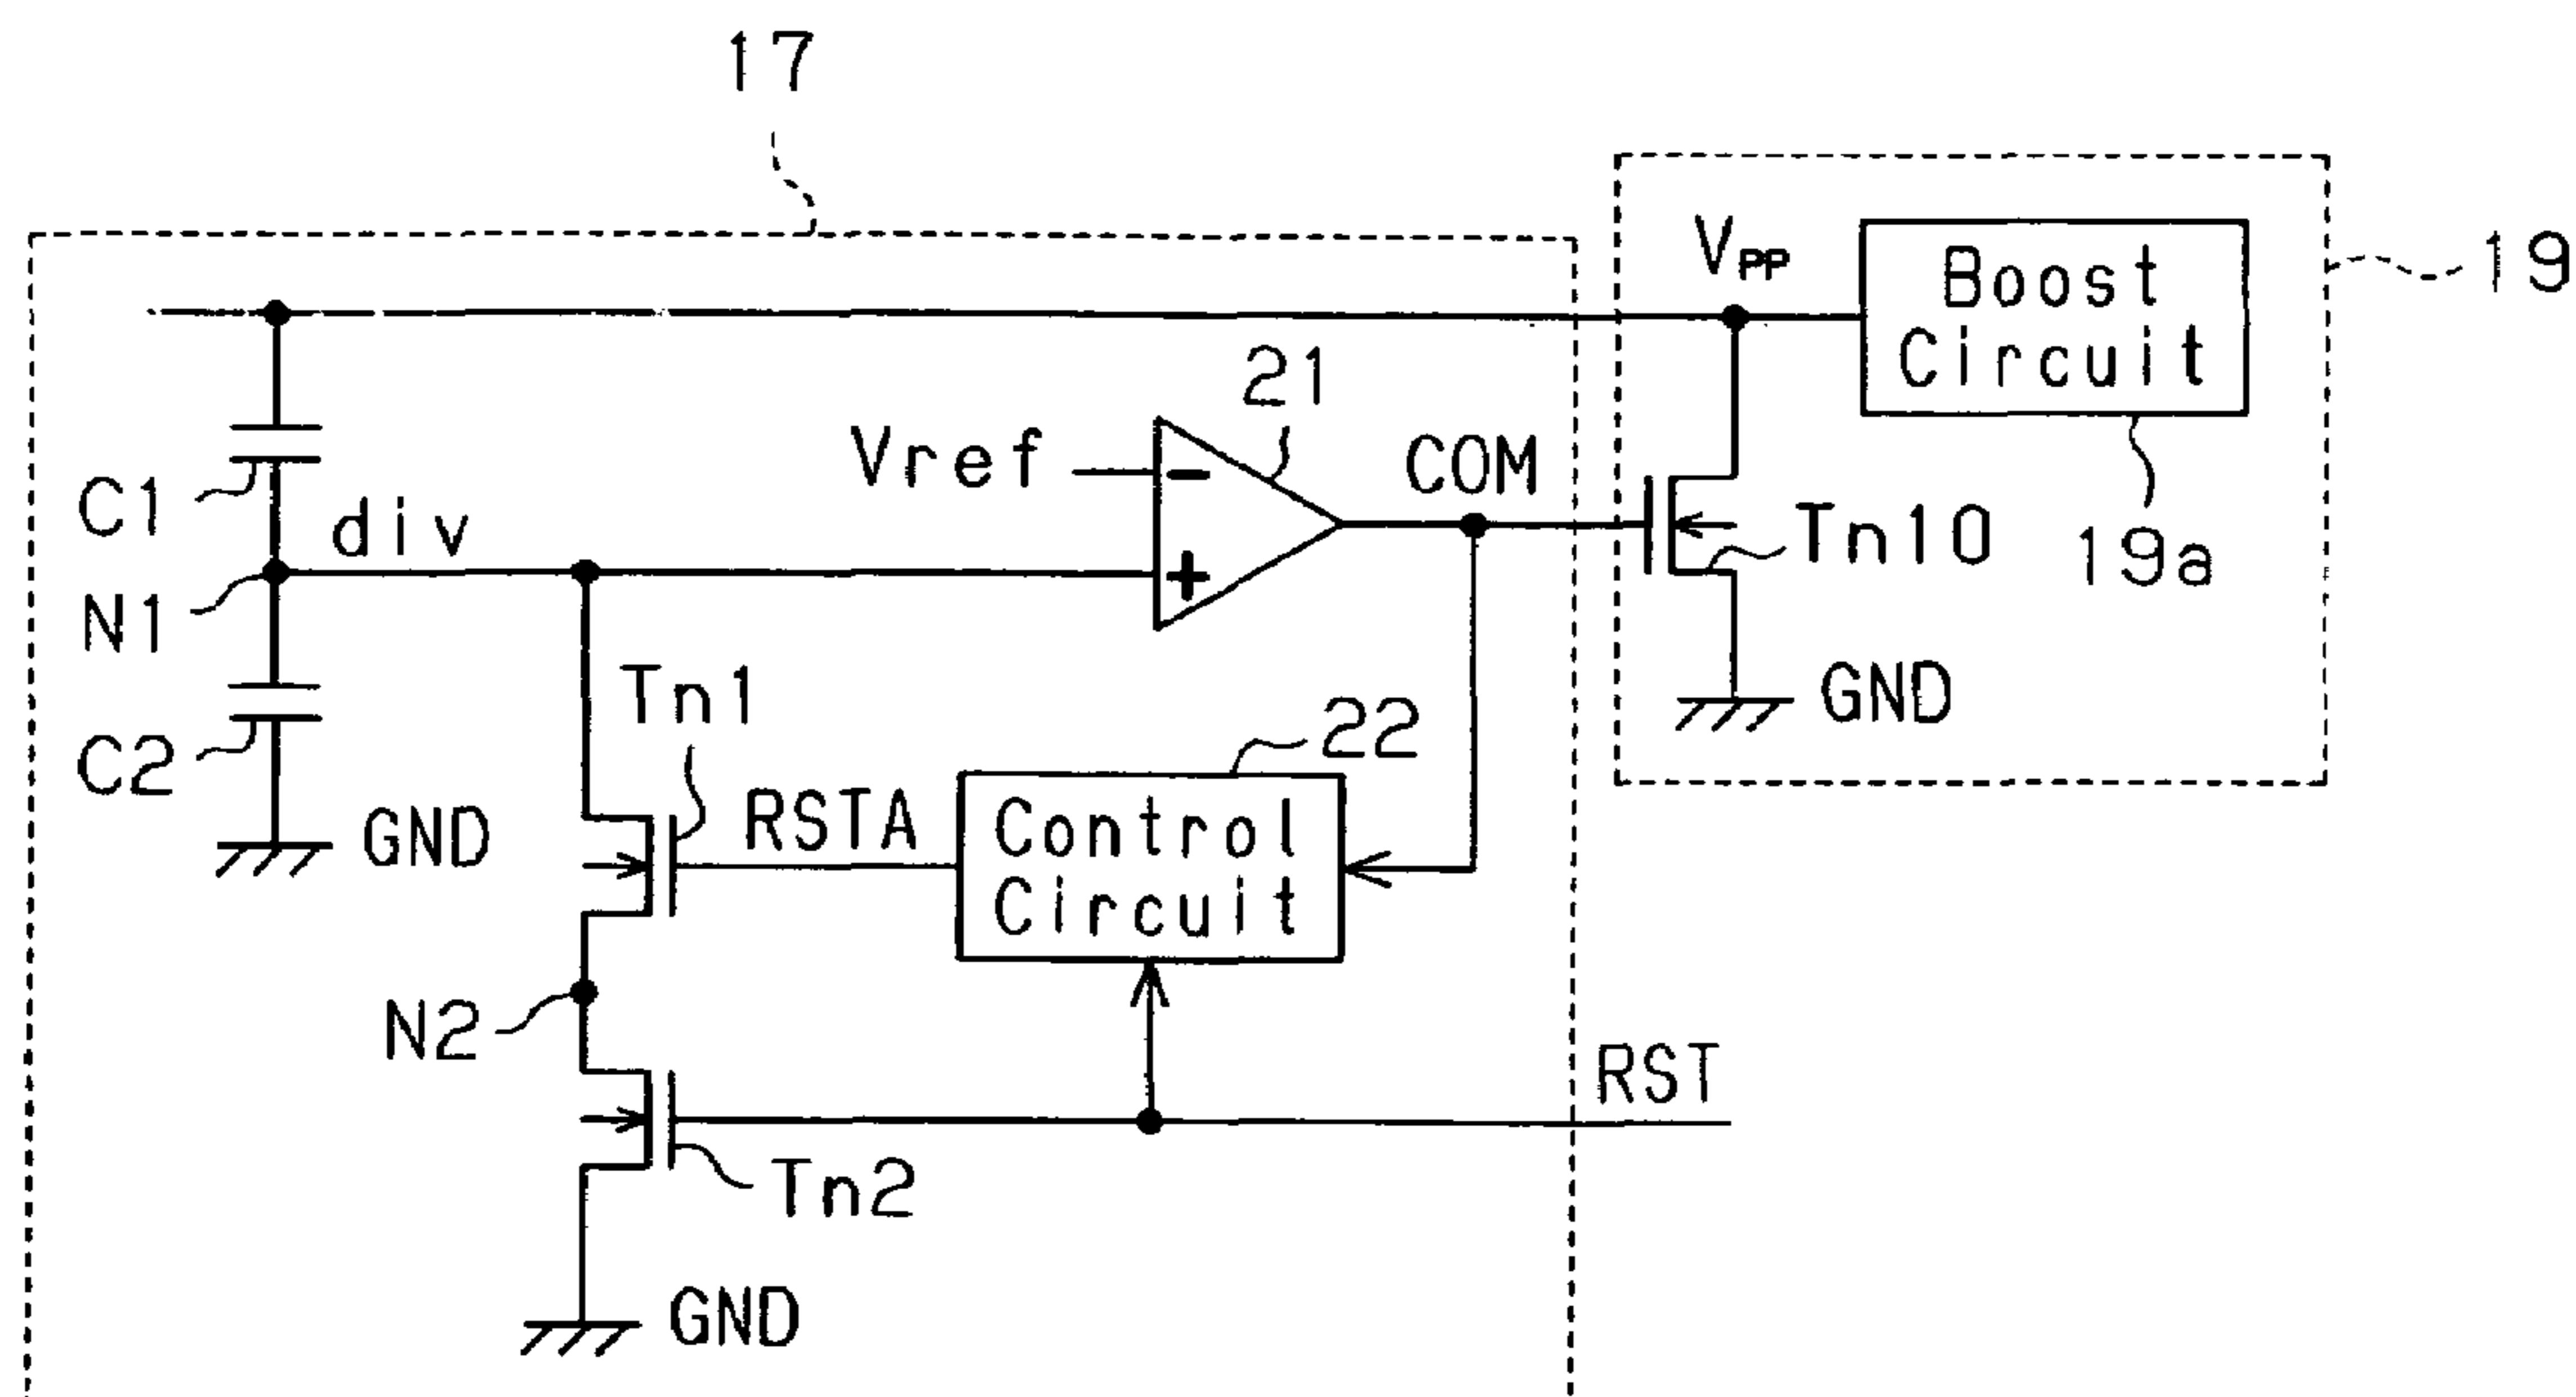 17
19
VPP
Boost
Circuit
19a
21
Vref
-
+
COM
Tn10
GND
C1
div
N1
C2
GND
Tn1
RSTA
22
Control
Circuit
N2
RST
Tn2
GND